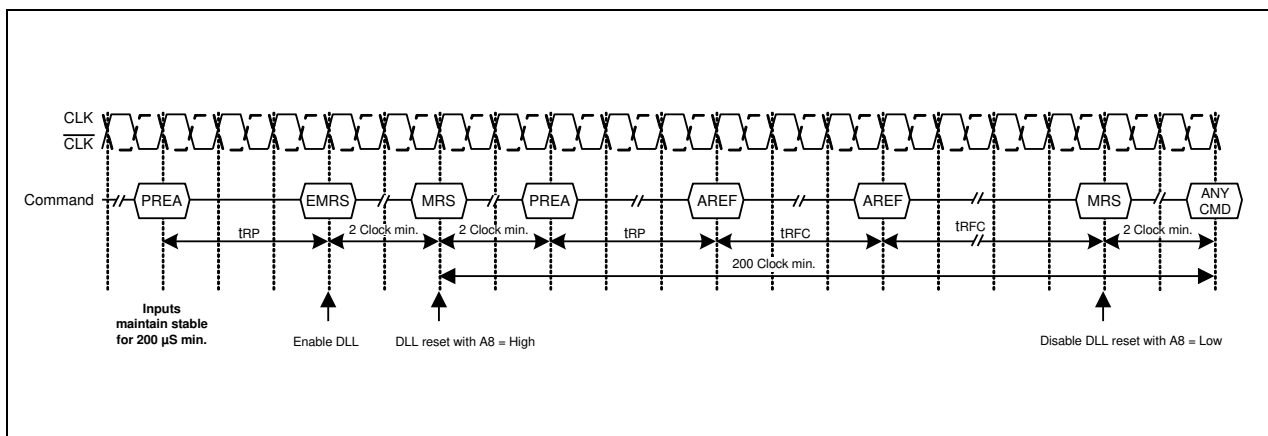 CLK
CLK
Command
PREA
EMRS
MRS
PREA
AREF
AREF
MRS
ANY
CMD
tRP
2 Clock min.
2 Clock min.
tRP
tRFC
tRFC
2 Clock min.
200 Clock min.
Inputs
maintain stable
for 200 µS min.
Enable DLL
DLL reset with A8 = High
Disable DLL reset with A8 = Low